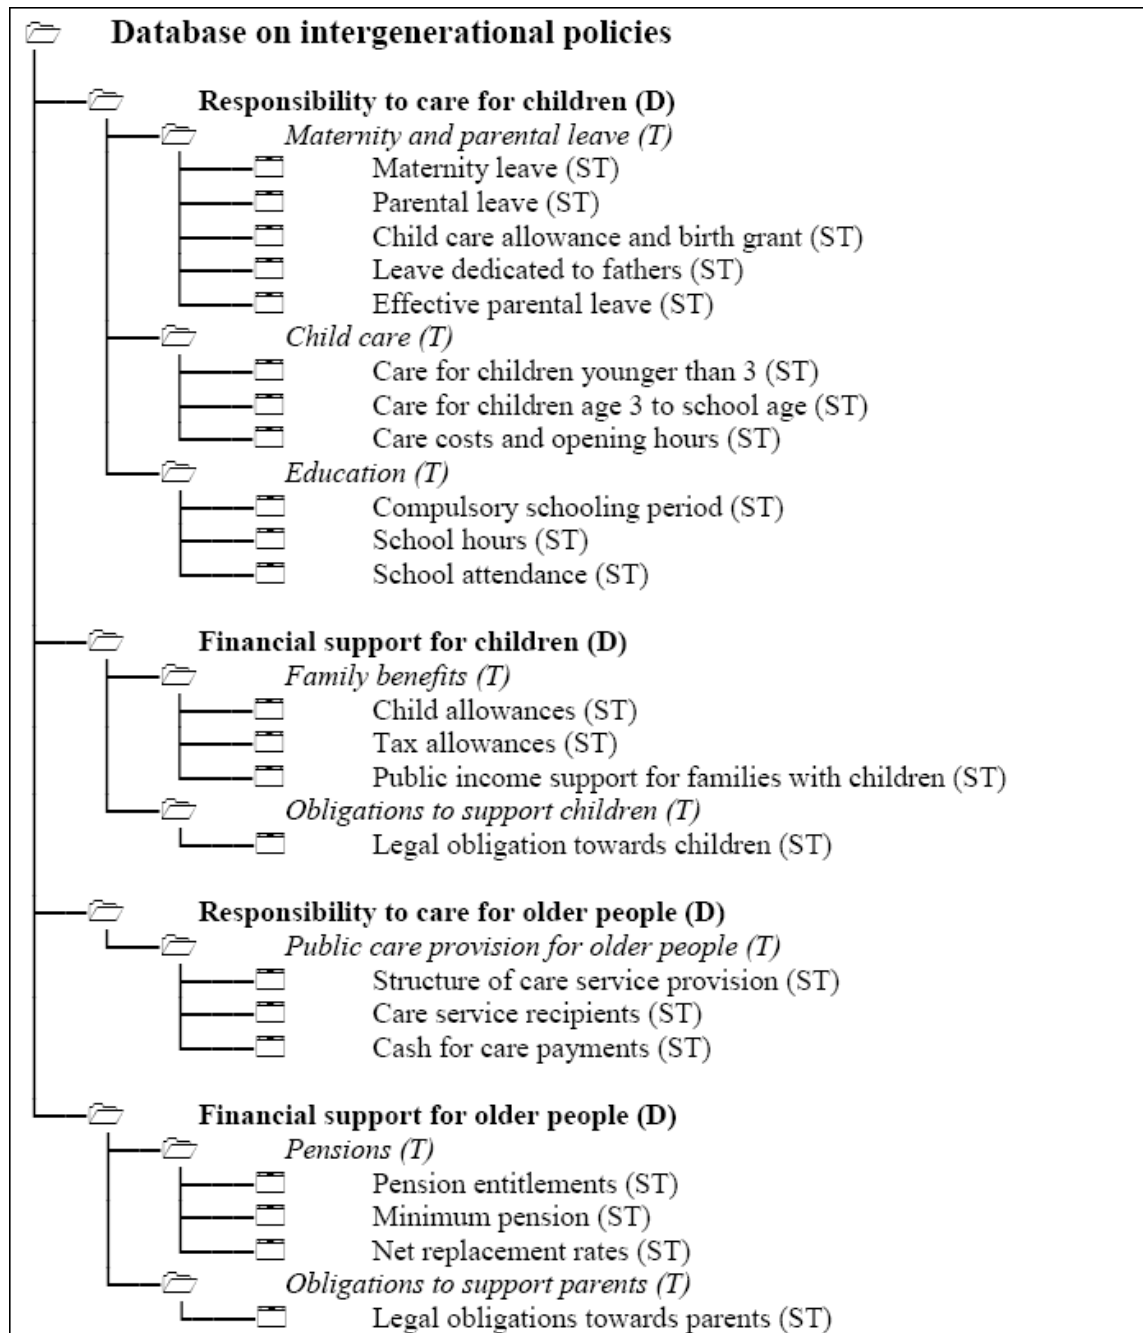 Database on intergenerational policies
Responsibility to care for children (D)
Maternity and parental leave (T)
Maternity leave (ST)
Parental leave (ST)
Child care allowance and birth grant (ST)
Leave dedicated to fathers (ST)
Effective parental leave (ST)
Child care (T)
Care for children younger than 3 (ST)
Care for children age 3 to school age (ST)
Care costs and opening hours (ST)
Education (T)
Compulsory schooling period (ST)
School hours (ST)
School attendance (ST)
Financial support for children (D)
Family benefits (T)
Child allowances (ST)
Tax allowances (ST)
Public income support for families with children (ST)
Obligations to support children (T)
Legal obligation towards children (ST)
Responsibility to care for older people (D)
Public care provision for older people (T)
Structure of care service provision (ST)
Care service recipients (ST)
Cash for care payments (ST)
Financial support for older people (D)
Pensions (T)
Pension entitlements (ST)
Minimum pension (ST)
Net replacement rates (ST)
Obligations to support parents (T)
Legal obligations towards parents (ST)